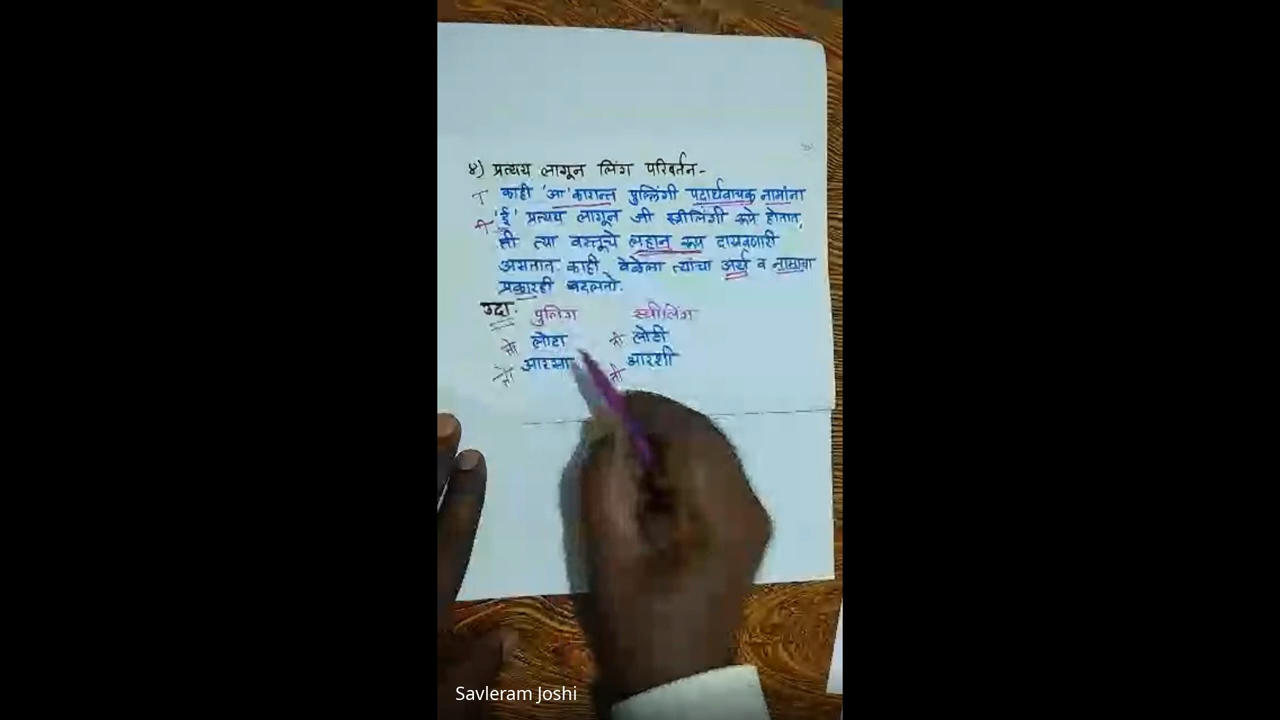 ४) प्रत्यय लागून लिंग परिवर्तन-
काही 'आ'कारान्त पुल्लिंगी पदार्थवाचक नामांना
'ई' प्रत्यय लागून जी स्त्रीलिंगी रूपे होतात,
ती त्या वस्तूचे लहान रूप दाखवणारी
असतात. काही वेळेला त्यांचा अर्थ व नामाचा
प्रकारही बदलतो.
उदा. पुलिंग स्त्रीलिंग
तो लोटा ती लोटी
तो आरसा ती आरशी
Savleram Joshi